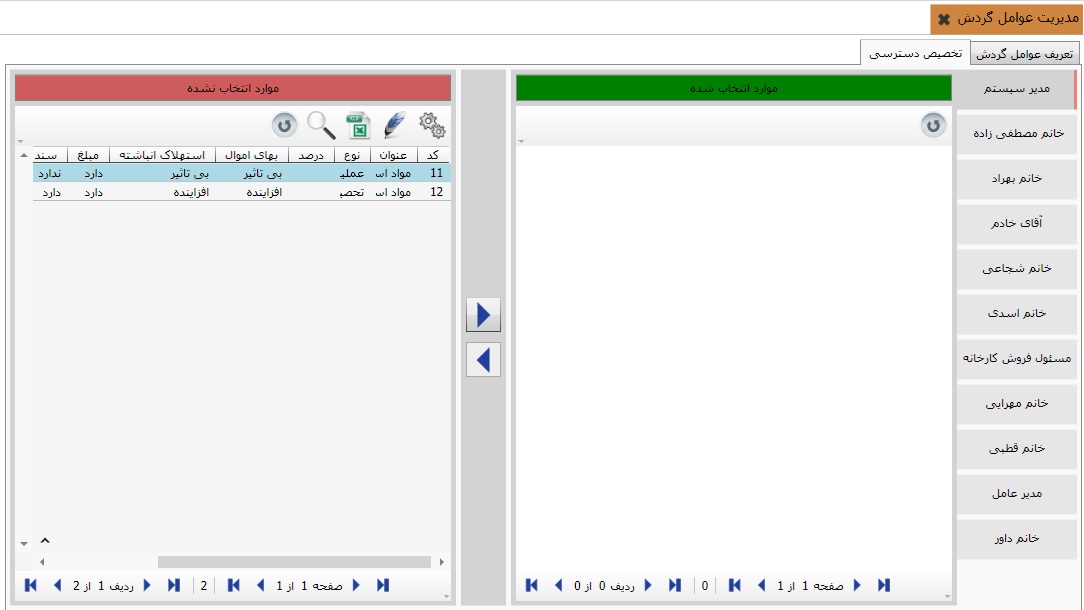 مدیریت عوامل گردش
تعریف عوامل گردش
تخصیص دسترسی
مدیر سیستم
خانم مصطفی زاده
خانم بهراد
آقای خادم
خانم شجاعی
خانم اسدی
مسئول فروش کارخانه
خانم مهرایی
خانم قطبی
مدیر عامل
خانم داور
موارد انتخاب شده
صفحه 1 از 1 0 ردیف 0 از 0
موارد انتخاب نشده
کد عنوان نوع درصد بهای اموال استهلاک انباشته مبلغ سند
11 مواد اس عملی بی تاثیر بی تاثیر دارد ندارد
12 مواد اس تحص افزاینده افزاینده دارد دارد
صفحه 1 از 1 2 ردیف 1 از 2